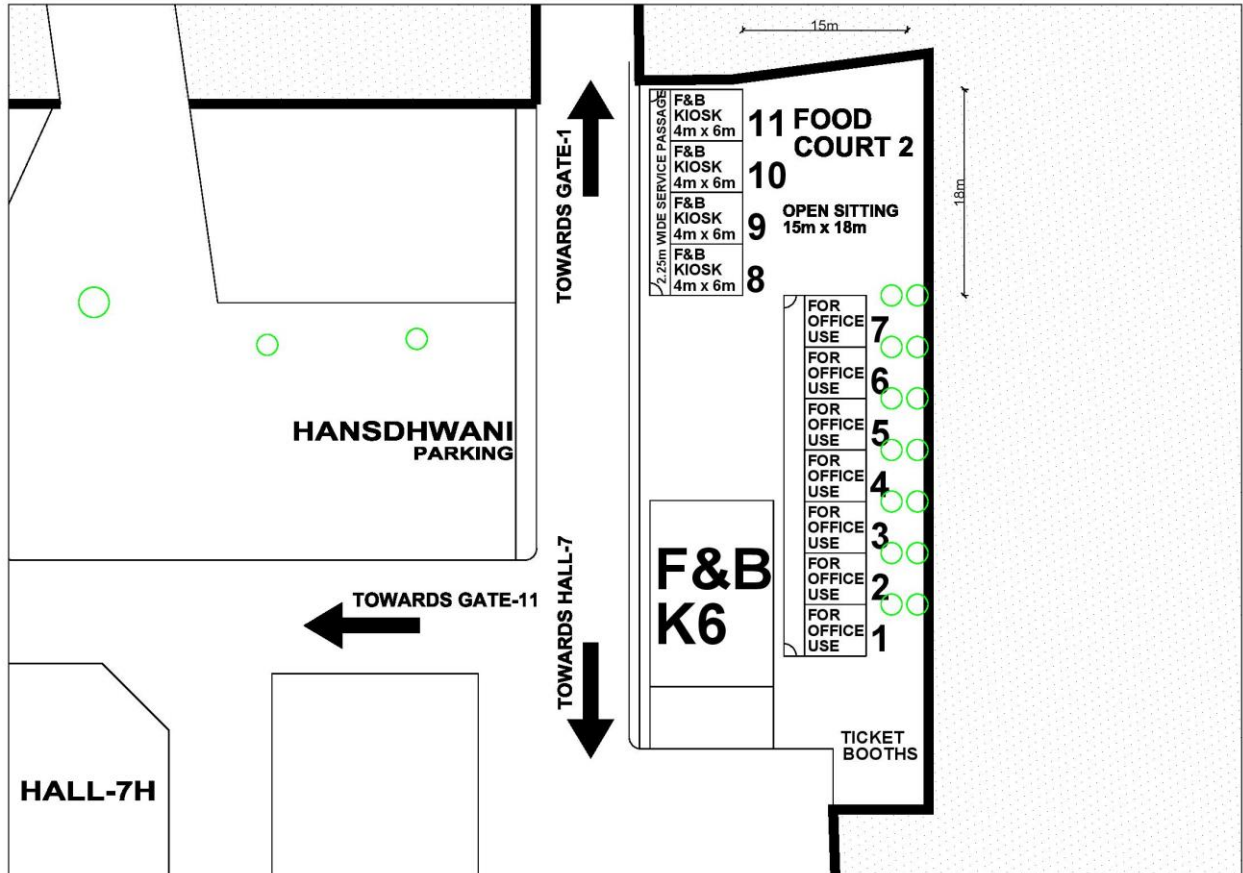 15m
18m
TOWARDS GATE-1
2.25m WIDE SERVICE PASSAGE
F&B
KIOSK
4m x 6m
11
F&B
KIOSK
4m x 6m
10
F&B
KIOSK
4m x 6m
9
F&B
KIOSK
4m x 6m
8
FOOD
COURT 2
OPEN SITTING
15m x 18m
FOR
OFFICE
USE
7
FOR
OFFICE
USE
6
FOR
OFFICE
USE
5
FOR
OFFICE
USE
4
FOR
OFFICE
USE
3
FOR
OFFICE
USE
2
FOR
OFFICE
USE
1
HANSDHWANI
PARKING
F&B
K6
TOWARDS GATE-11
TOWARDS HALL-7
TICKET
BOOTHS
HALL-7H